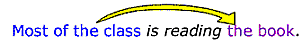 Most of the class is reading the book.